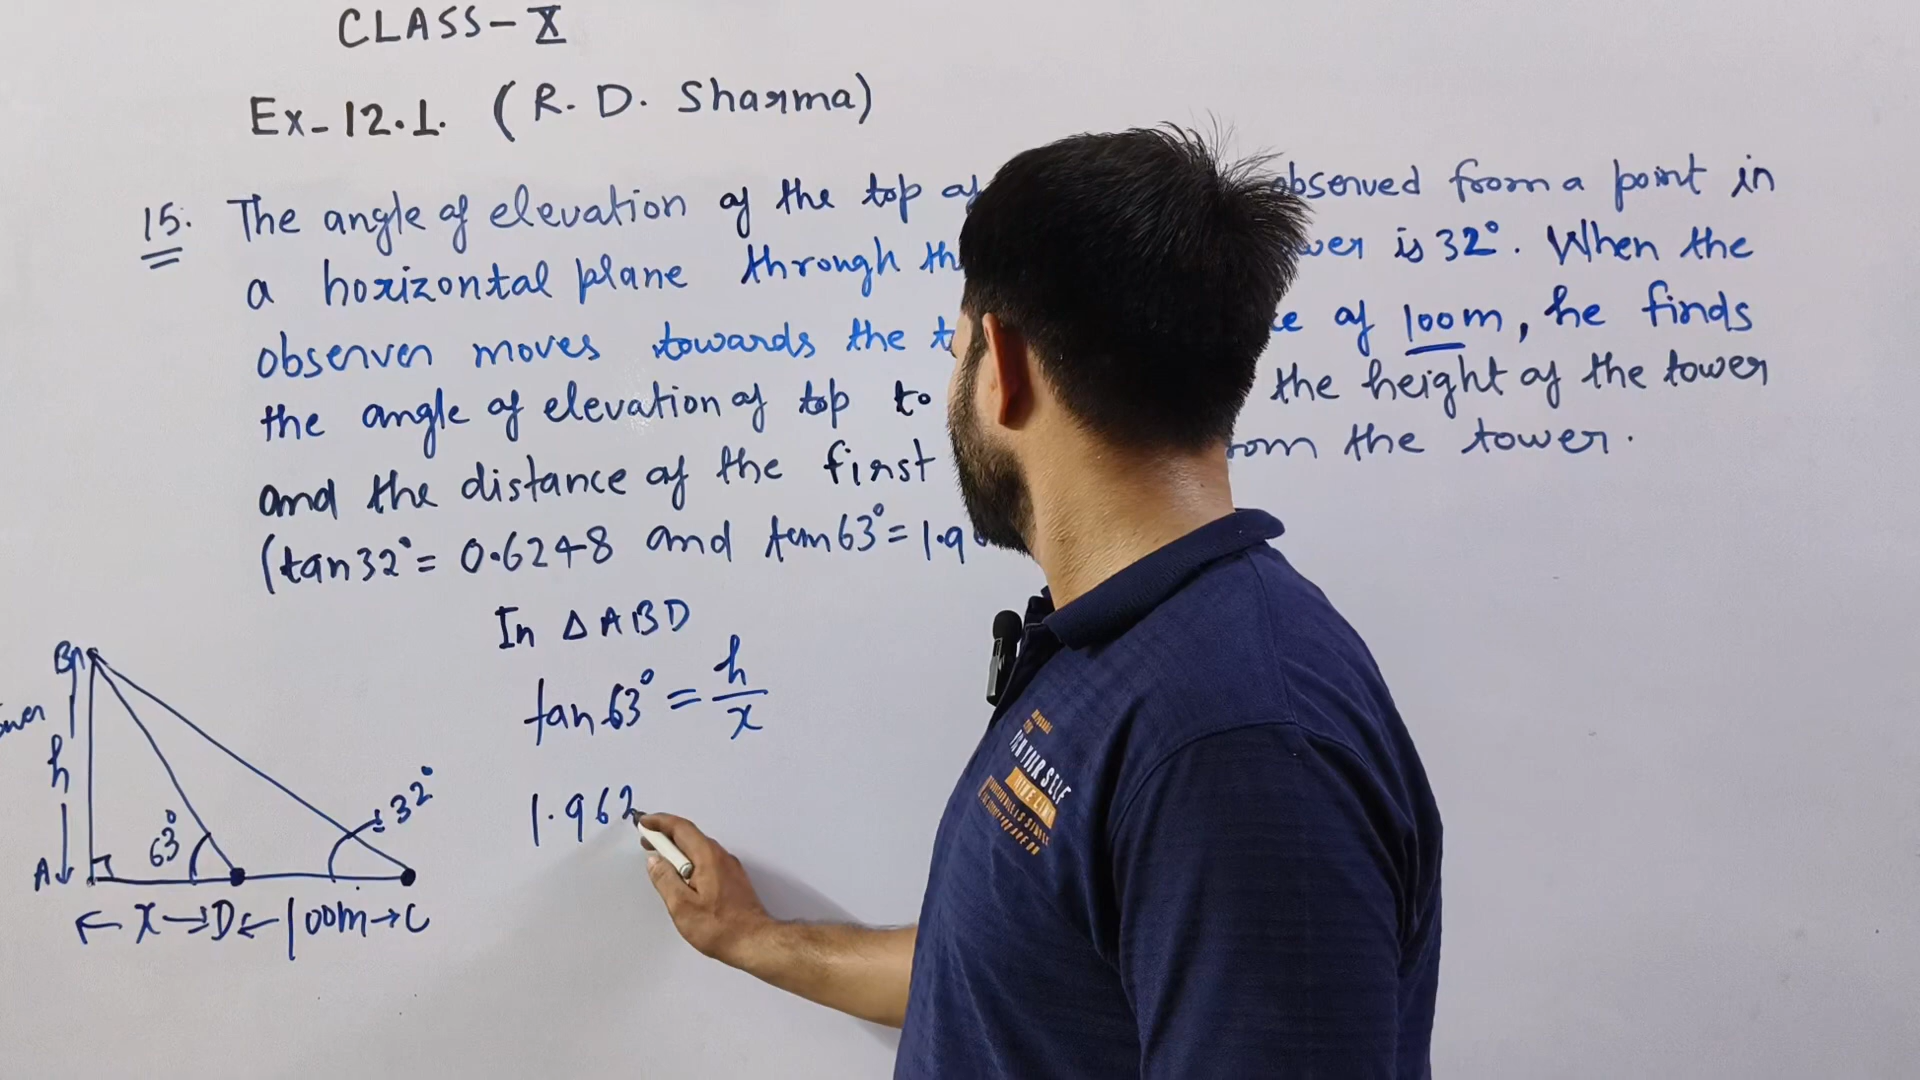 CLASS-X
Ex-12.1. (R. D. Sharma)
15. The angle of elevation of the top of observed from a point in
a horizontal plane through is 32°. When the
observer moves towards the of 100m, he finds
the angle of elevation of top to the height of the tower
and the distance of the first the tower.
(tan32° = 0.6248 and tan63° = 1.9
In △ABD
tan 63° = h/x
1.962
B
h
A
63°
32°
← x → D ← 100m → C
YOURSELF